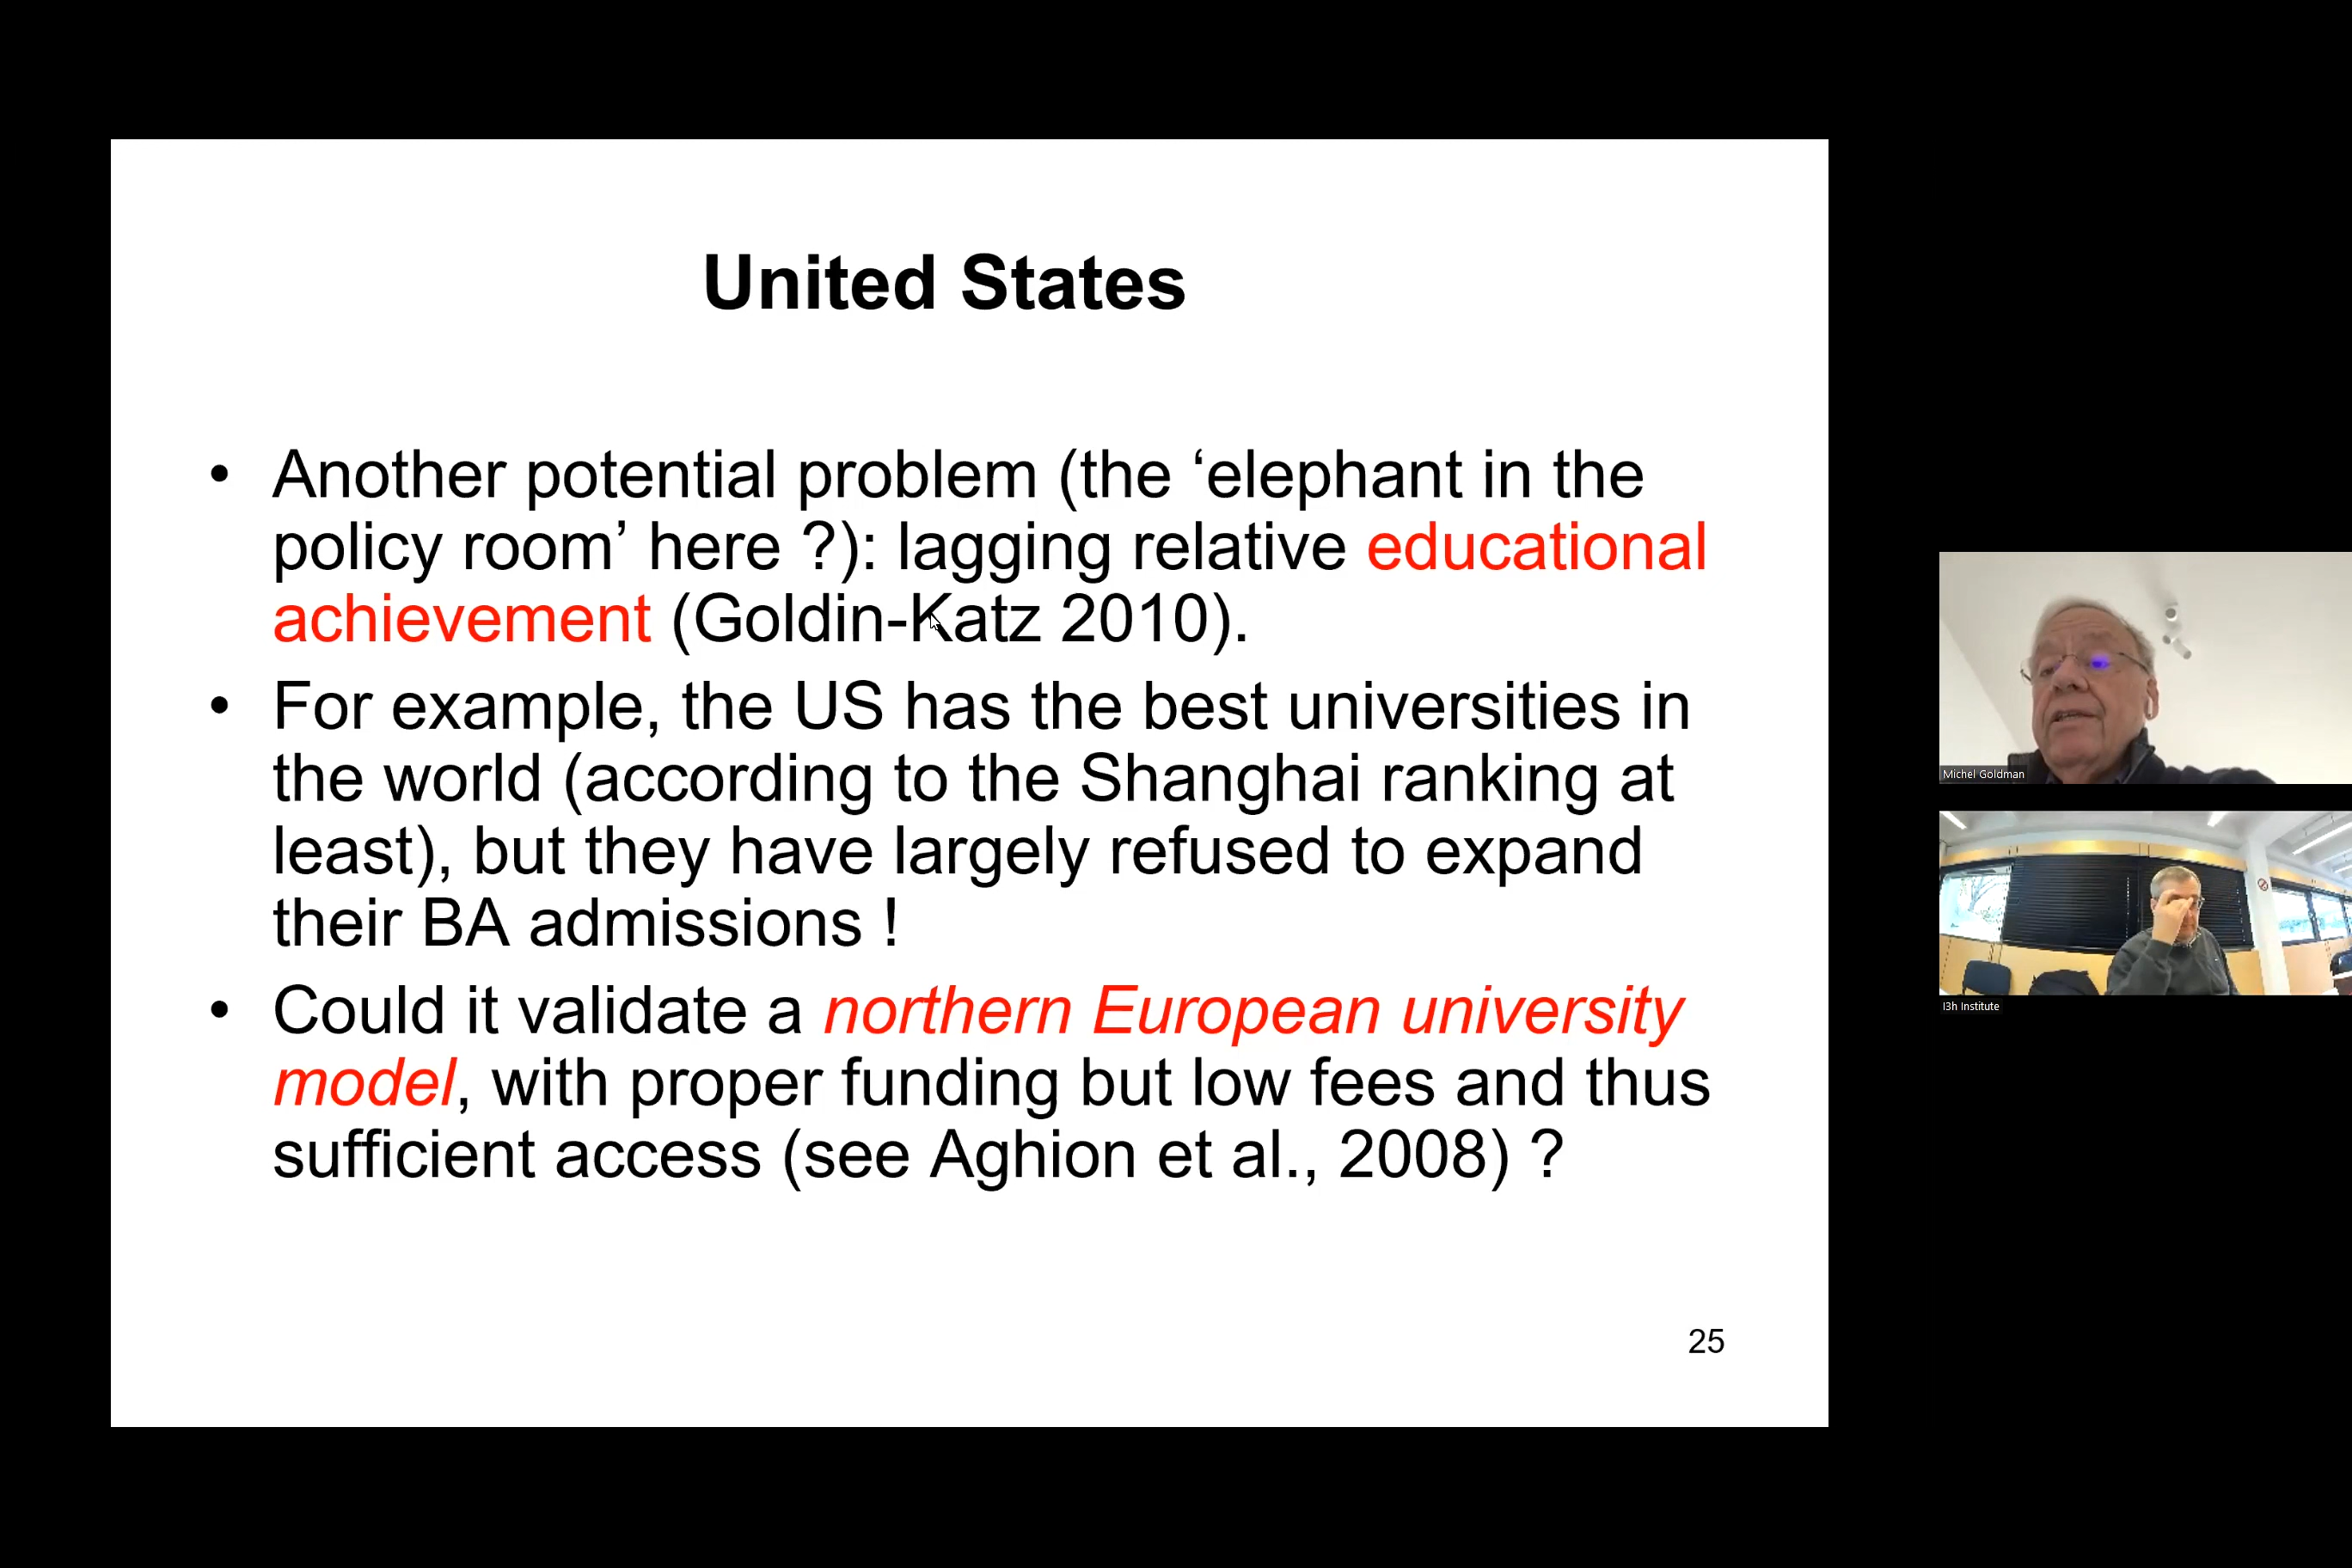 United States
• Another potential problem (the ‘elephant in the
policy room’ here ?): lagging relative educational
achievement (Goldin-Katz 2010).
• For example, the US has the best universities in
the world (according to the Shanghai ranking at
least), but they have largely refused to expand
their BA admissions !
• Could it validate a northern European university
model, with proper funding but low fees and thus
sufficient access (see Aghion et al., 2008) ?
25
Michel Goldman
I3h Institute